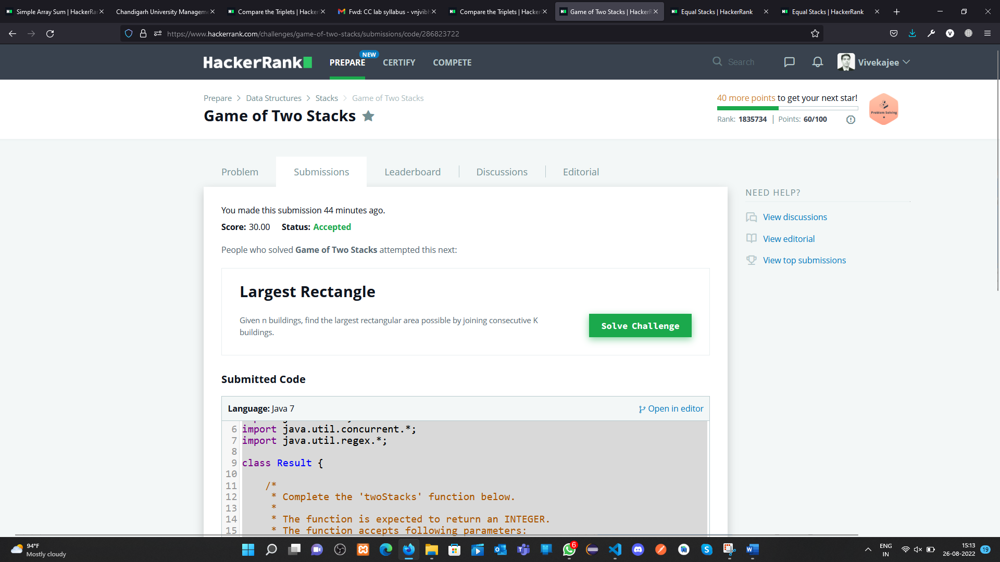 Simple Array Sum | HackerRa
Chandigarh University Managem
Compare the Triplets | Hacker
Fwd: CC lab syllabus - vnjvib
Compare the Triplets | Hacker
Game of Two Stacks | HackerR
Equal Stacks | HackerRank
Equal Stacks | HackerRank
https://www.hackerrank.com/challenges/game-of-two-stacks/submissions/code/286823722
HackerRank
PREPARE
NEW
CERTIFY
COMPETE
Search
Vivekajee
Prepare > Data Structures > Stacks > Game of Two Stacks
Game of Two Stacks
40 more points to get your next star!
Rank: 1835734 | Points: 60/100
Problem Solving
Problem
Submissions
Leaderboard
Discussions
Editorial
You made this submission 44 minutes ago.
Score: 30.00 Status: Accepted
People who solved Game of Two Stacks attempted this next:
Largest Rectangle
Given n buildings, find the largest rectangular area possible by joining consecutive K
buildings.
Solve Challenge
NEED HELP?
View discussions
View editorial
View top submissions
Submitted Code
Language: Java 7
Open in editor
6 import java.util.concurrent.*;
7 import java.util.regex.*;
8
9 class Result {
10
11 /*
12 * Complete the 'twoStacks' function below.
13 *
14 * The function is expected to return an INTEGER.
15 * The function accepts following parameters:
94°F
Mostly cloudy
6
ENG
IN
15:13
26-08-2022
19